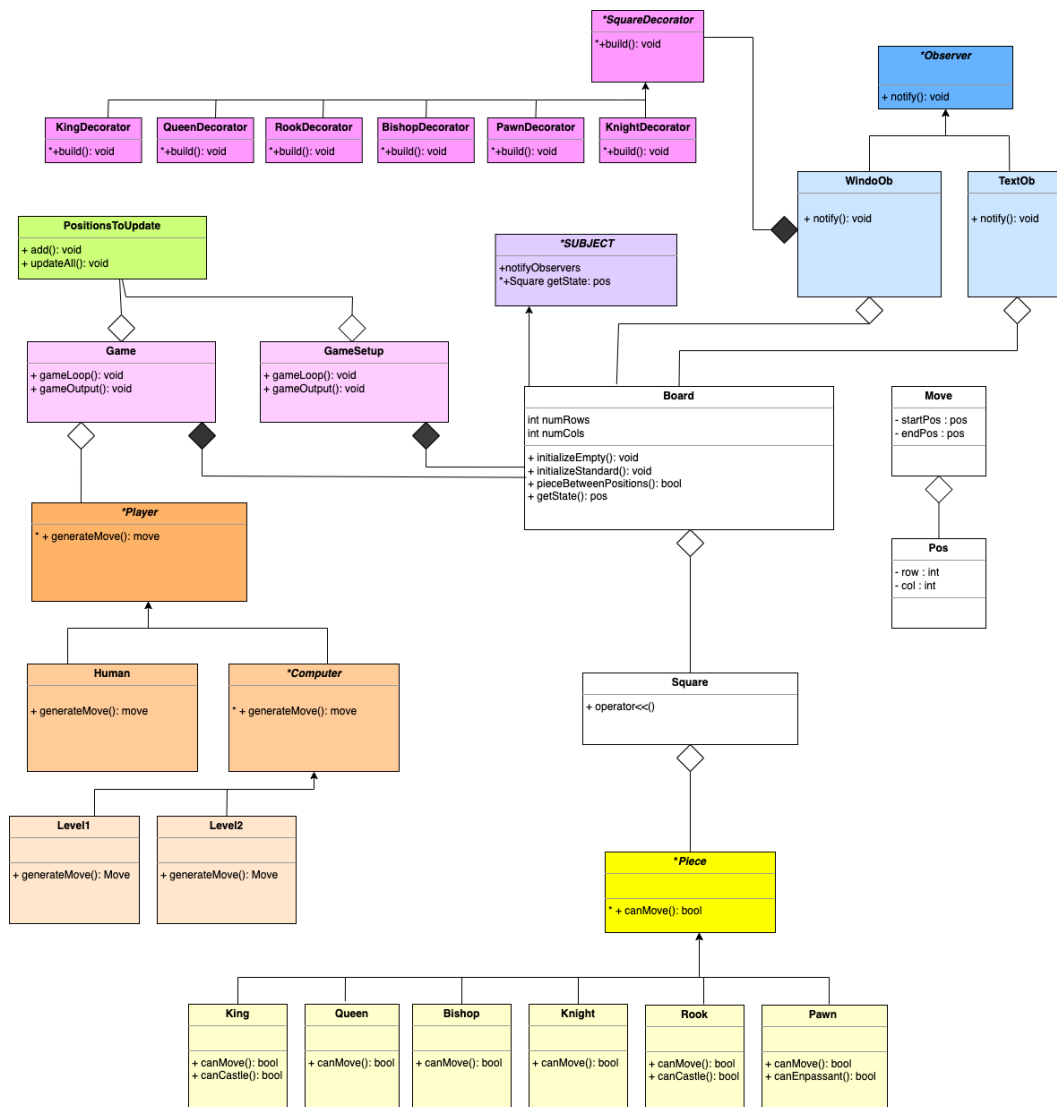 *SquareDecorator
*+build(): void
*Observer
+ notify(): void
KingDecorator
*+build(): void
QueenDecorator
*+build(): void
RookDecorator
*+build(): void
BishopDecorator
*+build(): void
PawnDecorator
*+build(): void
KnightDecorator
*+build(): void
WindoOb
+ notify(): void
TextOb
+ notify(): void
PositionsToUpdate
+ add(): void
+ updateAll(): void
*SUBJECT
+notifyObservers
*+Square getState: pos
Game
+ gameLoop(): void
+ gameOutput(): void
GameSetup
+ gameLoop(): void
+ gameOutput(): void
Board
int numRows
int numCols
+ initializeEmpty(): void
+ initializeStandard(): void
+ pieceBetweenPositions(): bool
+ getState(): pos
Move
- startPos : pos
- endPos : pos
Pos
- row : int
- col : int
*Player
* + generateMove(): move
Human
+ generateMove(): move
*Computer
* + generateMove(): move
Square
+ operator<<()
Level1
+ generateMove(): Move
Level2
+ generateMove(): Move
*Piece
* + canMove(): bool
King
+ canMove(): bool
+ canCastle(): bool
Queen
+ canMove(): bool
Bishop
+ canMove(): bool
Knight
+ canMove(): bool
Rook
+ canMove(): bool
+ canCastle(): bool
Pawn
+ canMove(): bool
+ canEnpassant(): bool